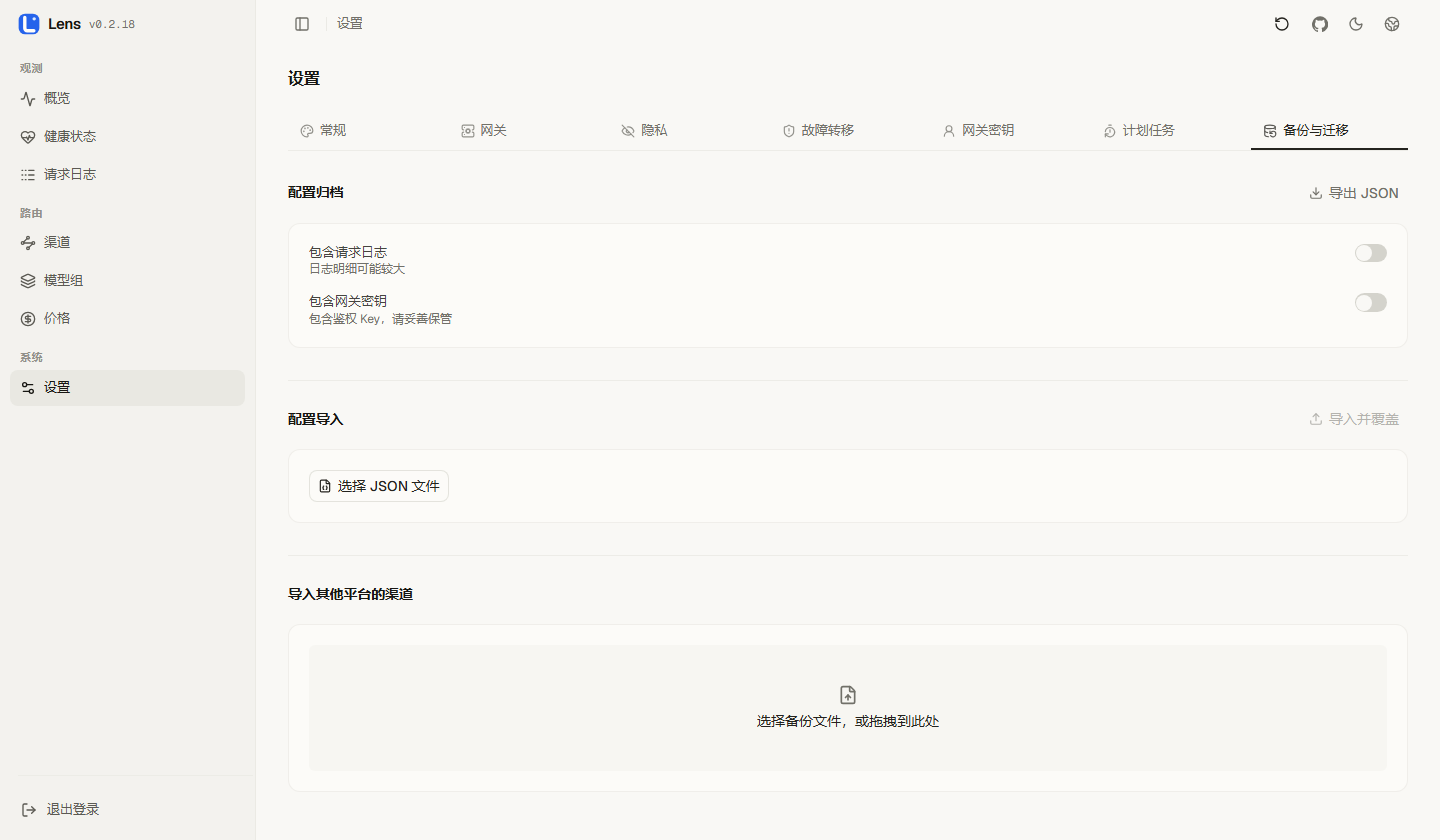 Lens v0.2.18
观测
概览
健康状态
请求日志
路由
渠道
模型组
价格
系统
设置
退出登录
设置
设置
常规
网关
隐私
故障转移
网关密钥
计划任务
备份与迁移
配置归档
导出 JSON
包含请求日志
日志明细可能较大
包含网关密钥
包含鉴权 Key，请妥善保管
配置导入
导入并覆盖
选择 JSON 文件
导入其他平台的渠道
选择备份文件，或拖拽到此处